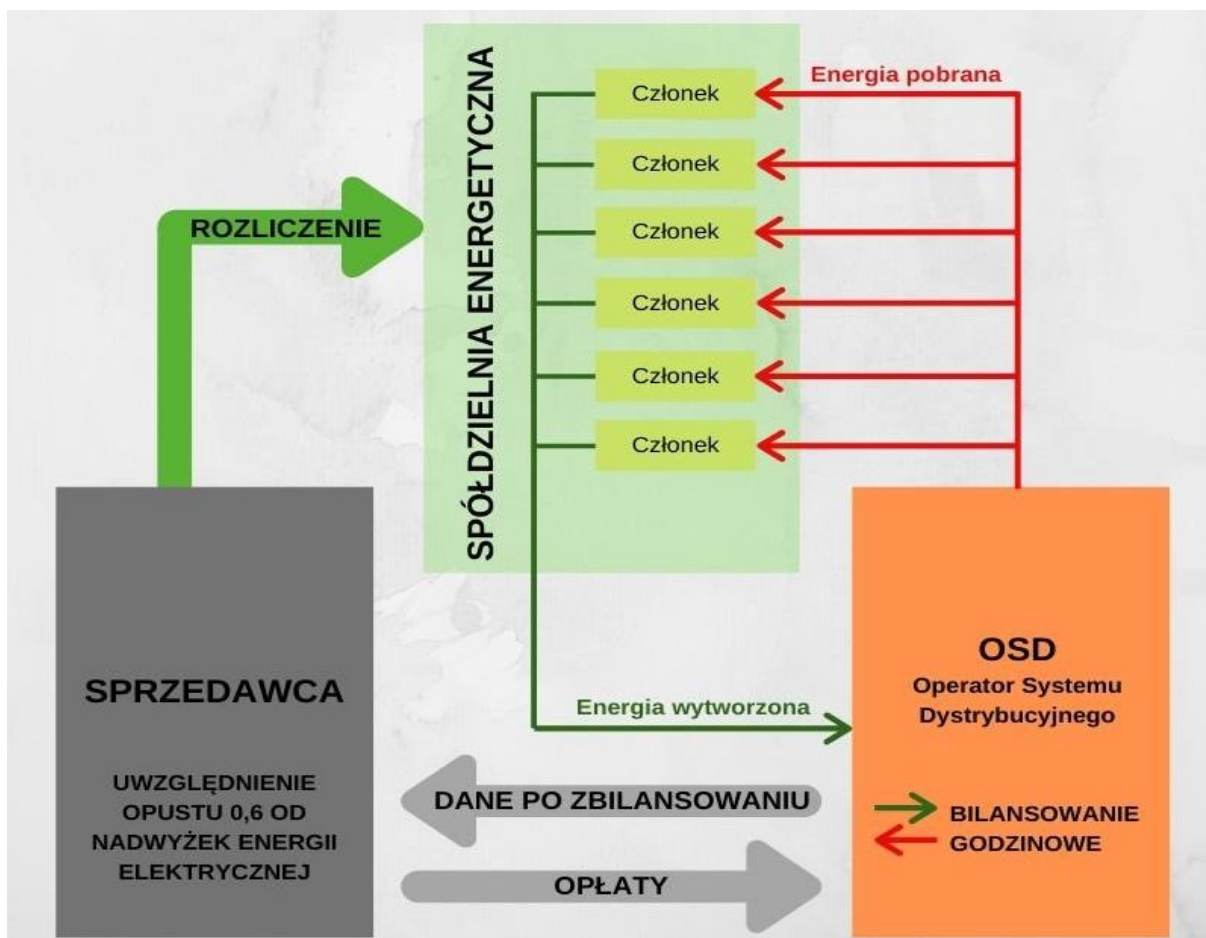 SPÓŁDZIELNIA ENERGETYCZNA
Energia pobrana
Członek
Członek
Członek
Członek
Członek
Członek
ROZLICZENIE
SPRZEDAWCA
UWZGLĘDNIENIE
OPUSTU 0,6 OD
NADWYŻEK ENERGII
ELEKTRYCZNEJ
Energia wytworzona
DANE PO ZBILANSOWANIU
OPŁATY
OSD
Operator Systemu
Dystrybucyjnego
BILANSOWANIE
GODZINOWE